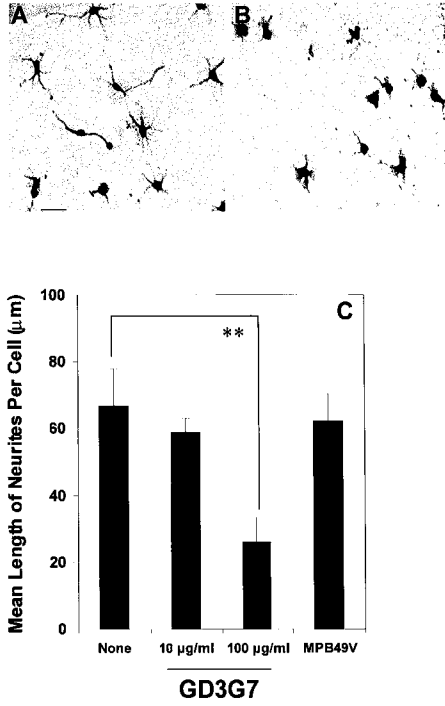 A
B
C
Mean Length of Neurites Per Cell (μm)
100
80
60
40
20
0
**
None
10 μg/ml
100 μg/ml
MPB49V
GD3G7